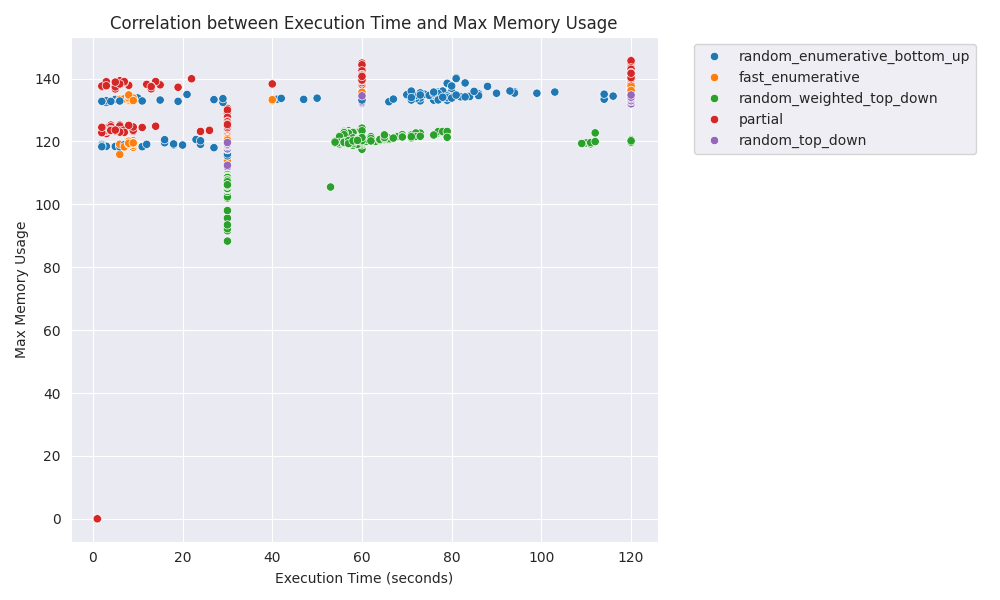 Correlation between Execution Time and Max Memory Usage
random_enumerative_bottom_up
fast_enumerative
random_weighted_top_down
partial
random_top_down
Max Memory Usage
140
120
100
80
60
40
20
0
0 20 40 60 80 100 120
Execution Time (seconds)